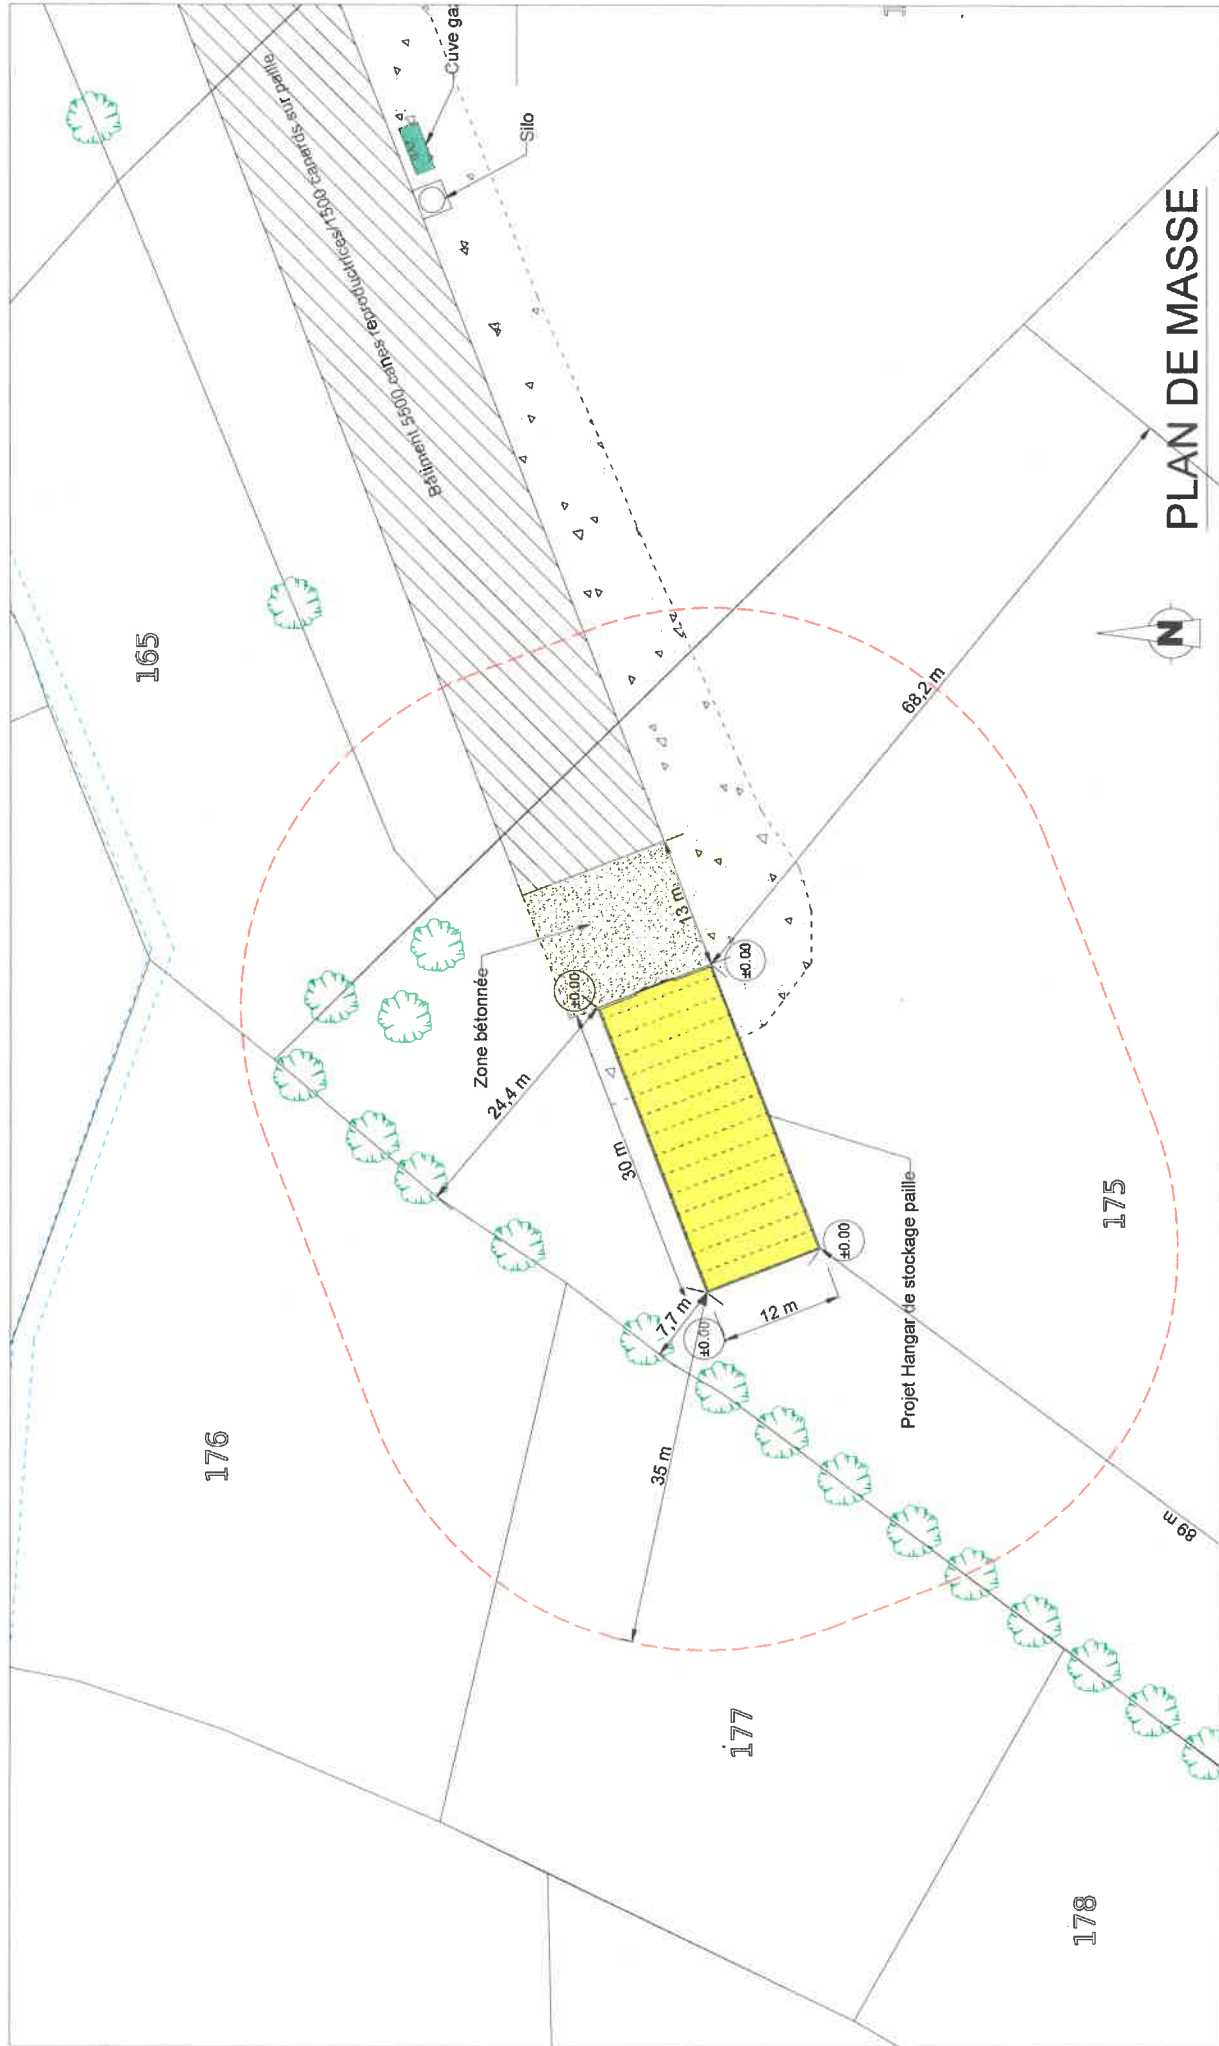 165
176
177
178
175
Bâtiment 5500 canes reproductrices/1500 canards sur paille
Cuve gaz
Silo
Zone bétonnée
24,4 m
30 m
13 m
12 m
7,7 m
35 m
68,2 m
89 m
±0.00
±0.00
±0.00
±0.00
Projet Hangar de stockage paille
N
PLAN DE MASSE